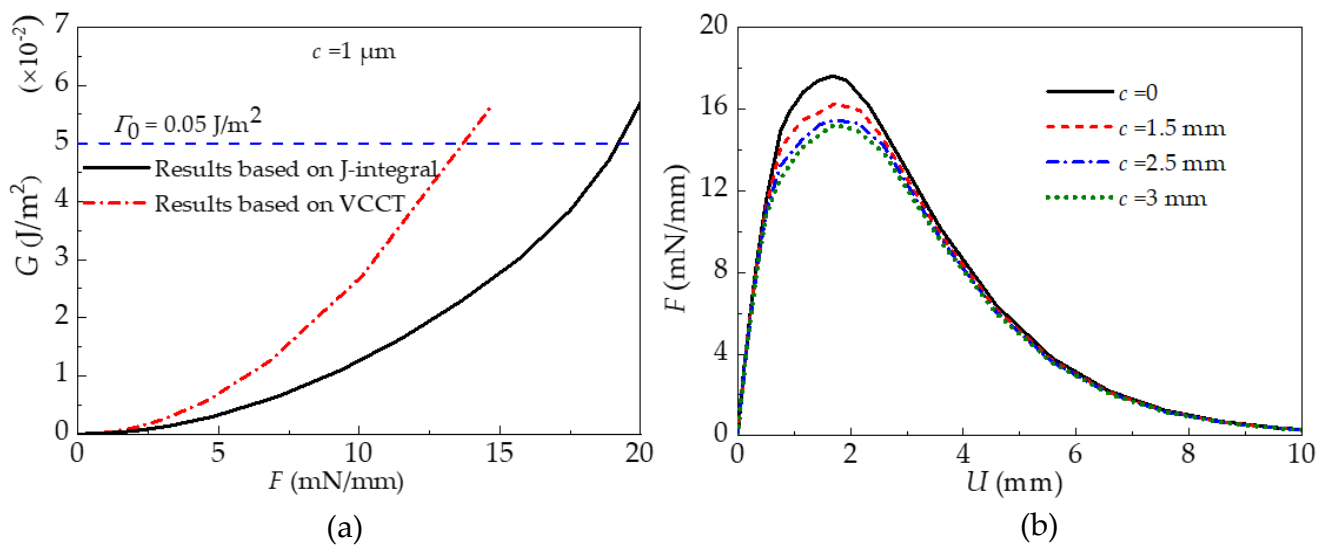 7
6
5
4
3
2
1
0
G (J/m²) (×10⁻²)
c =1 μm
Γ0 = 0.05 J/m²
Results based on J-integral
Results based on VCCT
0 5 10 15 20
F (mN/mm)
(a)
20
16
12
8
4
0
F (mN/mm)
c =0
c =1.5 mm
c =2.5 mm
c =3 mm
0 2 4 6 8 10
U (mm)
(b)